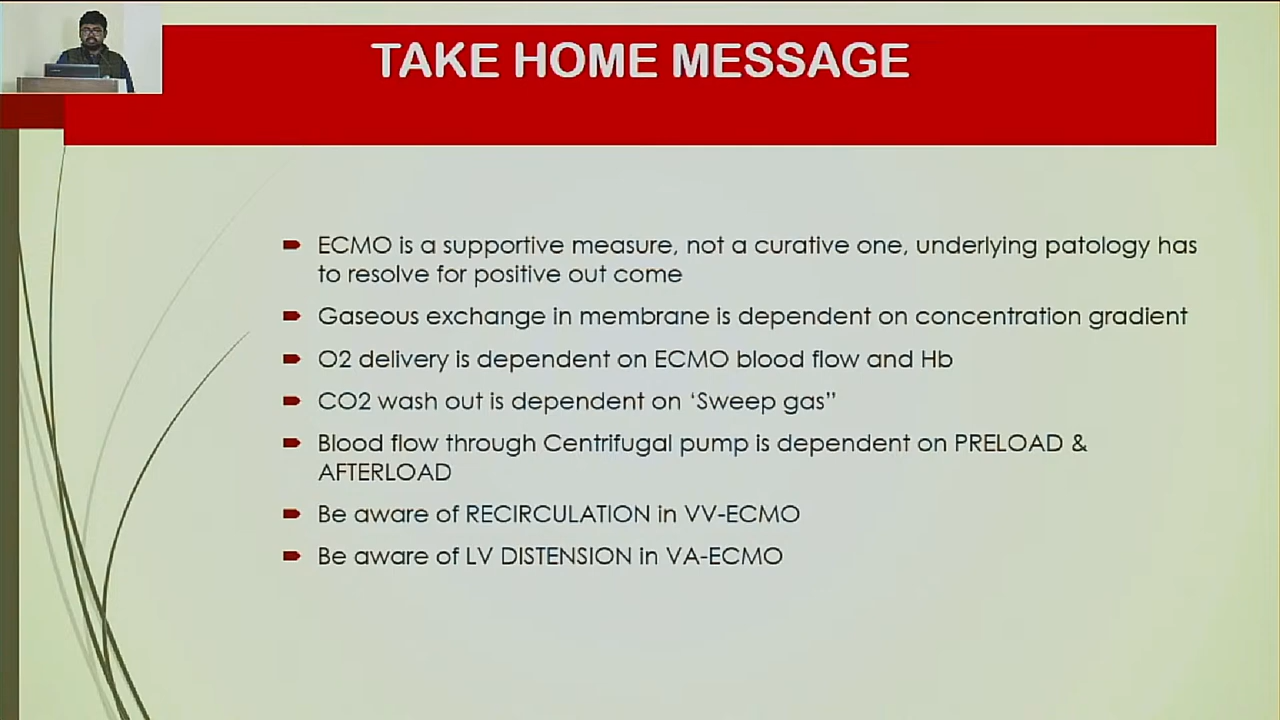 TAKE HOME MESSAGE
ECMO is a supportive measure, not a curative one, underlying patology has
to resolve for positive out come
Gaseous exchange in membrane is dependent on concentration gradient
O2 delivery is dependent on ECMO blood flow and Hb
CO2 wash out is dependent on ‘Sweep gas”
Blood flow through Centrifugal pump is dependent on PRELOAD &
AFTERLOAD
Be aware of RECIRCULATION in VV-ECMO
Be aware of LV DISTENSION in VA-ECMO